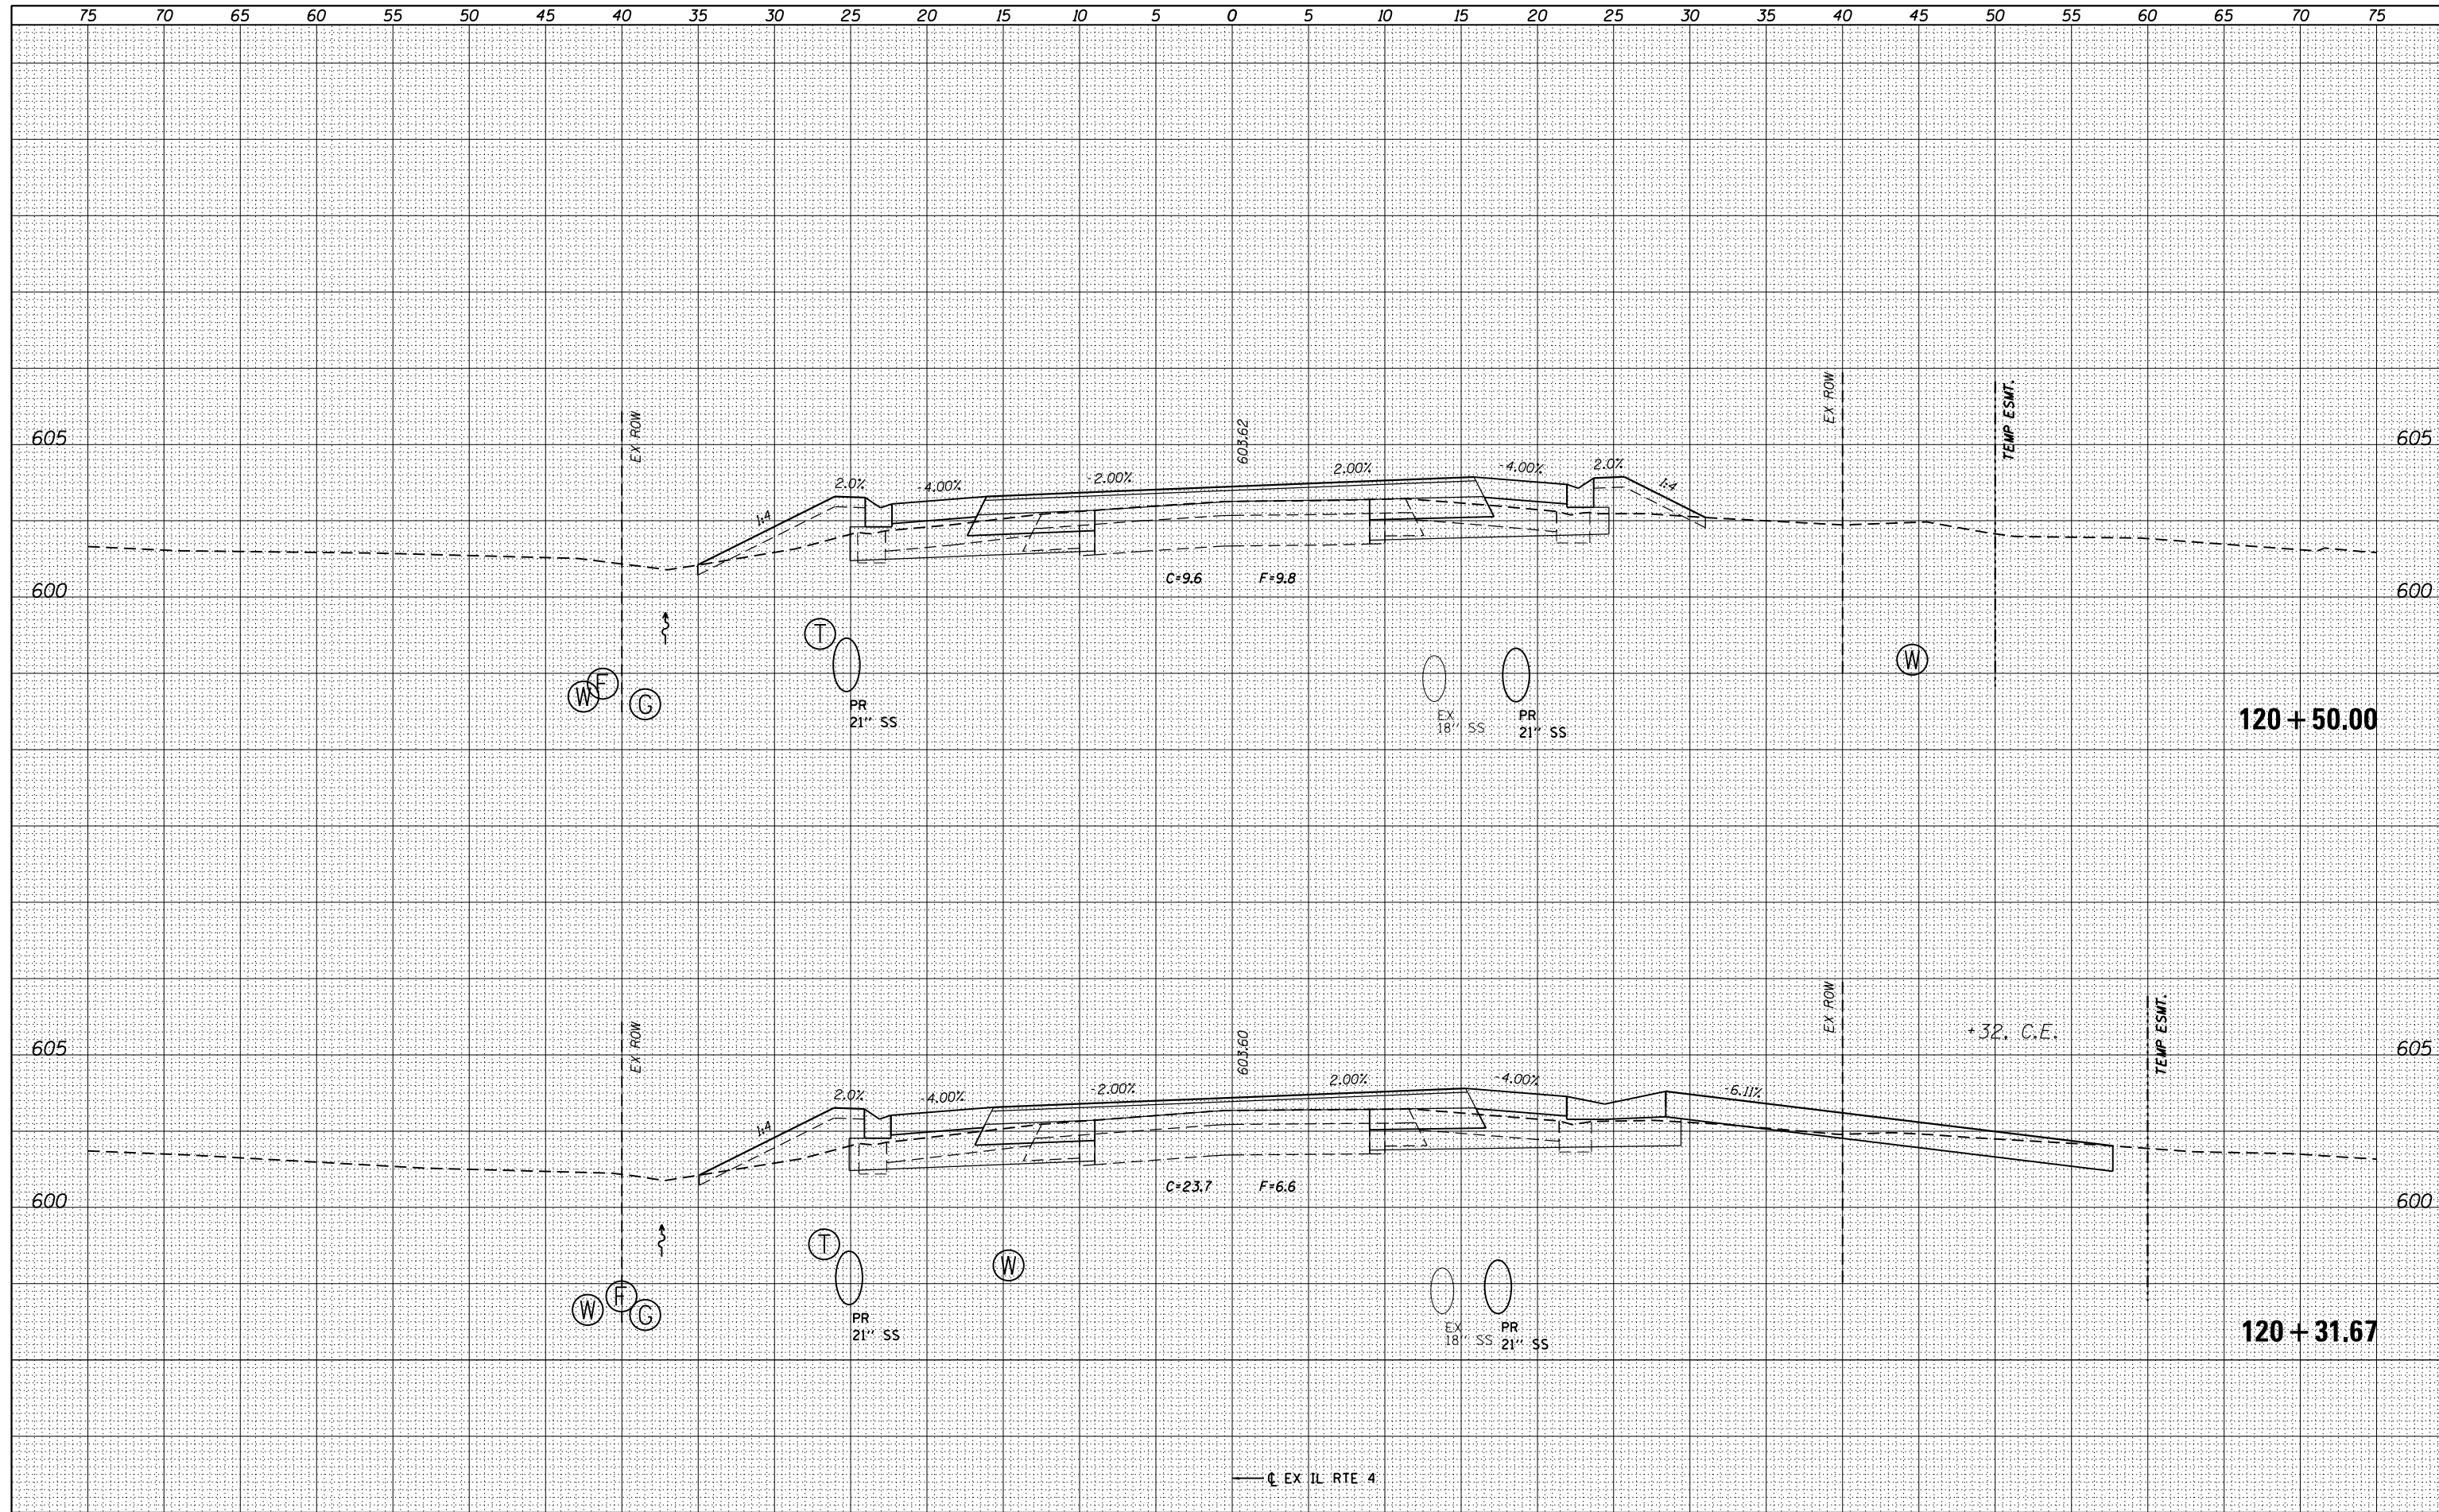 75 70 65 60 55 50 45 40 35 30 25 20 15 10 5 0 5 10 15 20 25 30 35 40 45 50 55 60 65 70 75
EX ROW
TEMP ESMT.
EX ROW
603.62
605
605
2.0%
-4.00%
-2.00%
2.00%
-4.00%
2.0%
1:4
1:4
C=9.6 F=9.8
600
600
T
W
F
W
G
PR
21'' SS
EX
18'' SS
PR
21'' SS
120 + 50.00
EX ROW
TEMP ESMT.
EX ROW
603.60
+32, C.E.
605
605
2.0%
-4.00%
-2.00%
2.00%
-4.00%
-6.11%
1:4
C=23.7 F=6.6
600
600
T
W
F
W
G
PR
21'' SS
EX
18'' SS
PR
21'' SS
120 + 31.67
℄ EX IL RTE 4